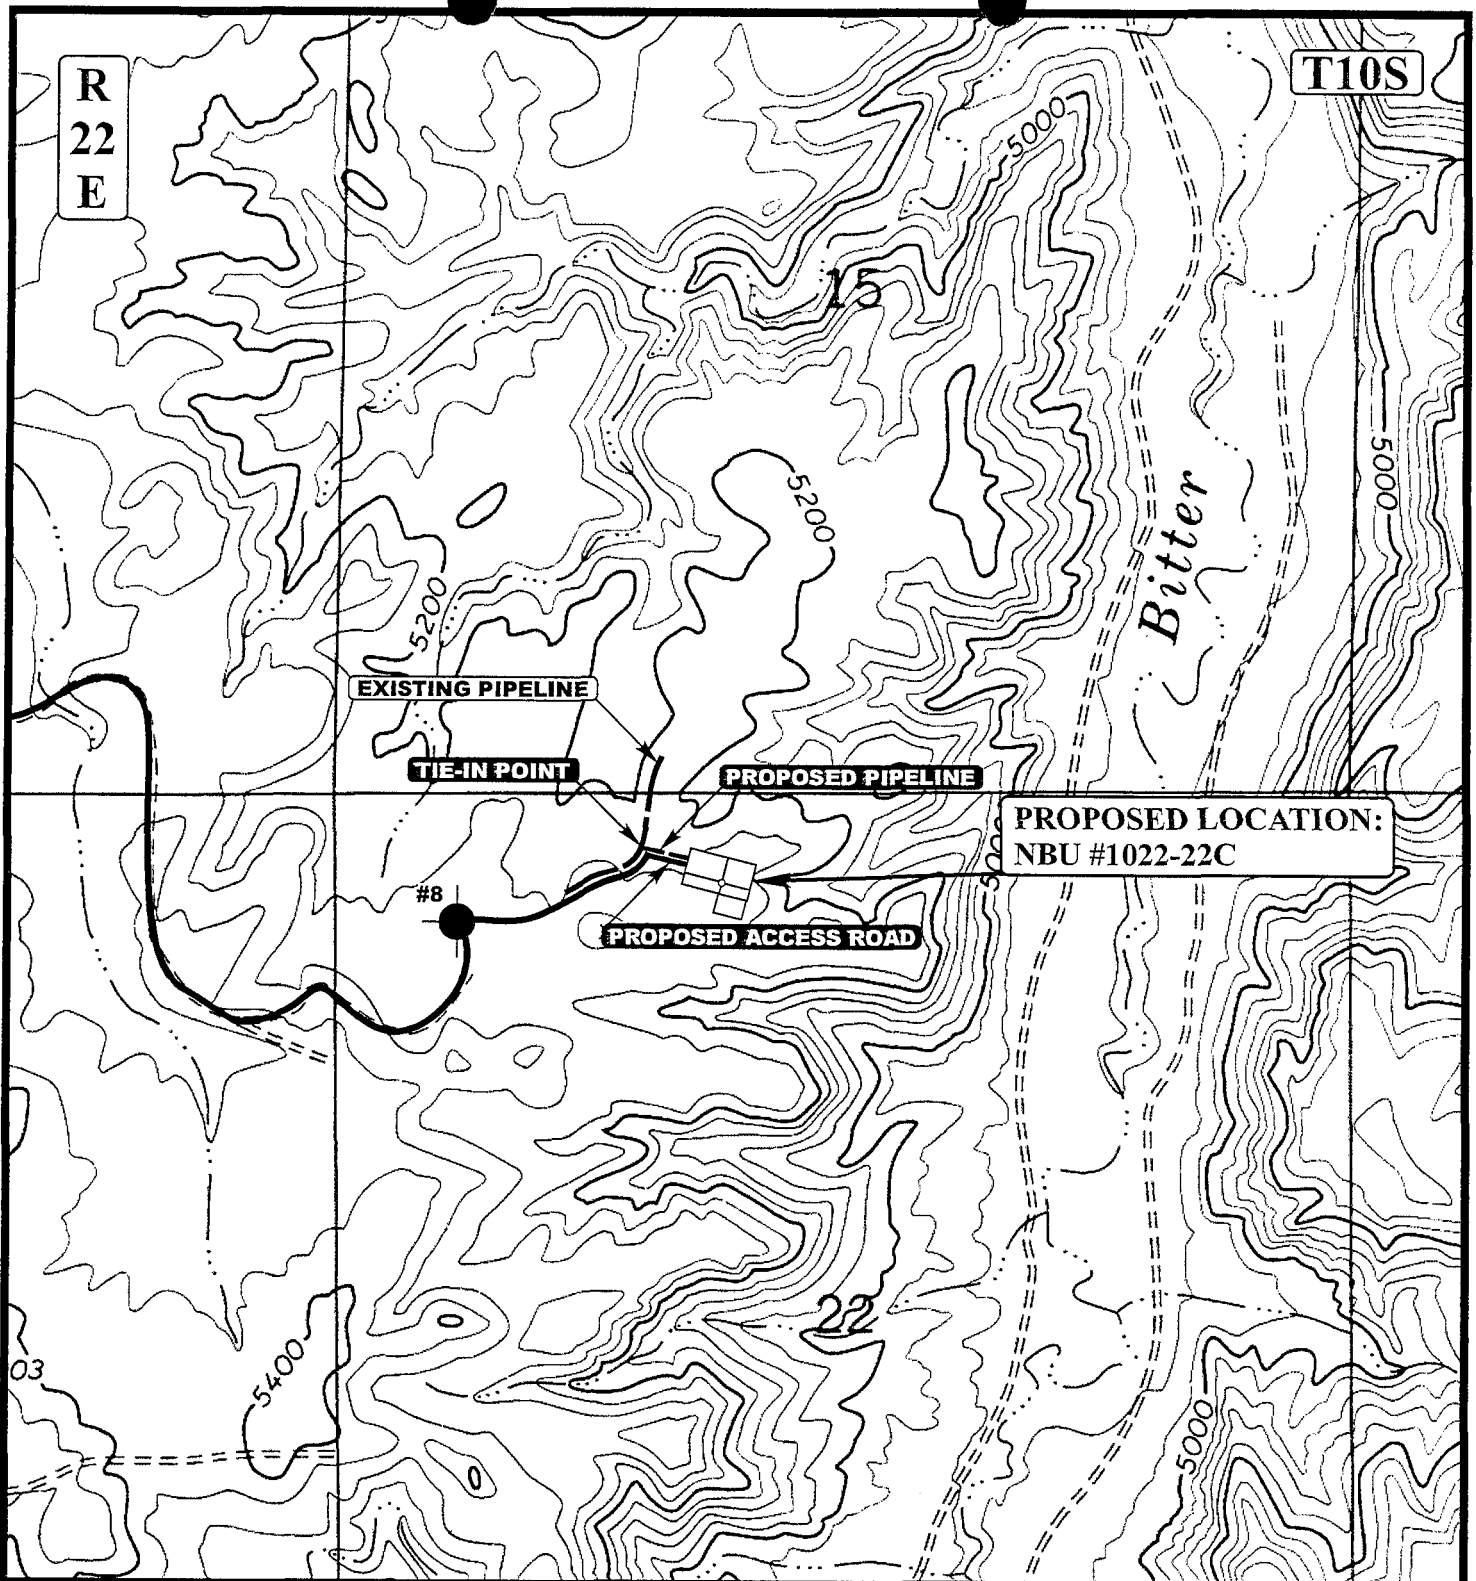 R
22
E
T10S
5000
15
5200
5000
Bitter
5200
EXISTING PIPELINE
TIE-IN POINT
PROPOSED PIPELINE
PROPOSED LOCATION:
NBU #1022-22C
#8
PROPOSED ACCESS ROAD
22
03
5400
5000